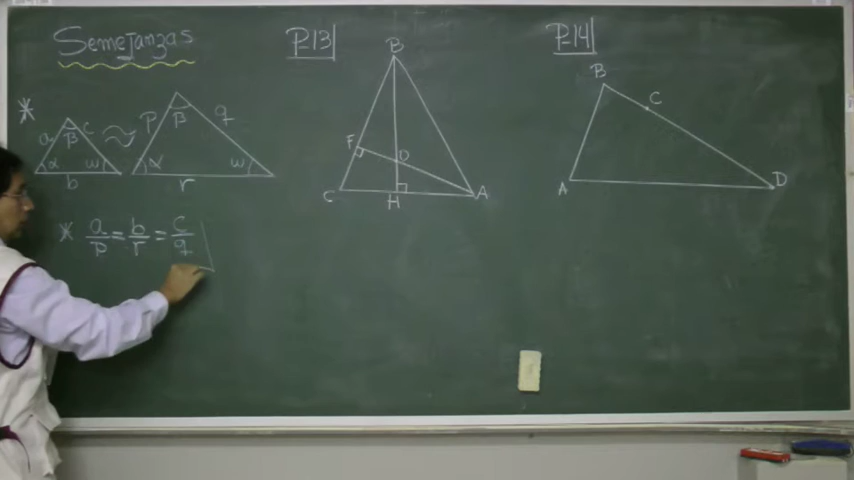 Semejanzas
* a β c α w b ≈ p β q α w r
* a/p = b/r = c/q
P-13
B
F
O
C H A
P-14
B
C
A D